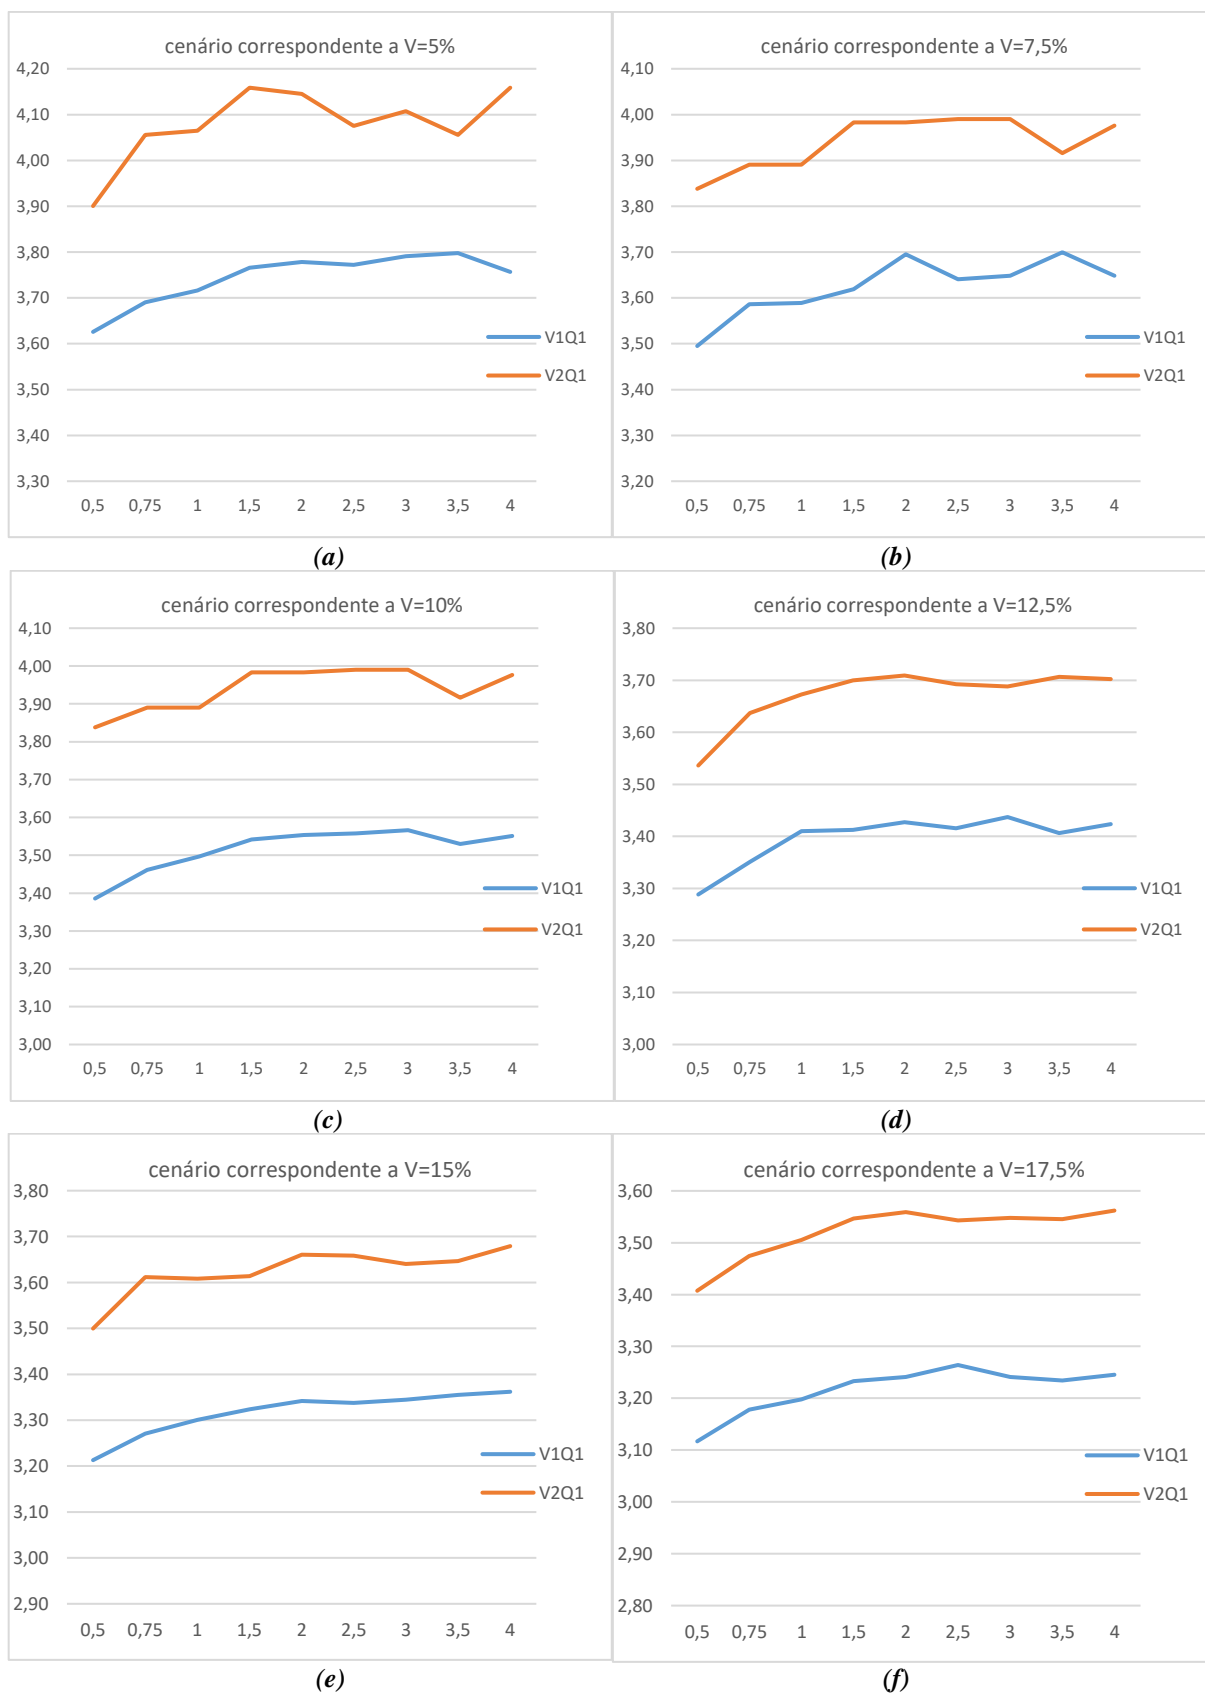 cenário correspondente a V=5%
4,20
4,10
4,00
3,90
3,80
3,70
3,60
3,50
3,40
3,30
0,5 0,75 1 1,5 2 2,5 3 3,5 4
V1Q1
V2Q1
(a)
cenário correspondente a V=7,5%
4,10
4,00
3,90
3,80
3,70
3,60
3,50
3,40
3,30
3,20
0,5 0,75 1 1,5 2 2,5 3 3,5 4
V1Q1
V2Q1
(b)
cenário correspondente a V=10%
4,10
4,00
3,90
3,80
3,70
3,60
3,50
3,40
3,30
3,20
3,10
3,00
0,5 0,75 1 1,5 2 2,5 3 3,5 4
V1Q1
V2Q1
(c)
cenário correspondente a V=12,5%
3,80
3,70
3,60
3,50
3,40
3,30
3,20
3,10
3,00
0,5 0,75 1 1,5 2 2,5 3 3,5 4
V1Q1
V2Q1
(d)
cenário correspondente a V=15%
3,80
3,70
3,60
3,50
3,40
3,30
3,20
3,10
3,00
2,90
0,5 0,75 1 1,5 2 2,5 3 3,5 4
V1Q1
V2Q1
(e)
cenário correspondente a V=17,5%
3,60
3,50
3,40
3,30
3,20
3,10
3,00
2,90
2,80
0,5 0,75 1 1,5 2 2,5 3 3,5 4
V1Q1
V2Q1
(f)